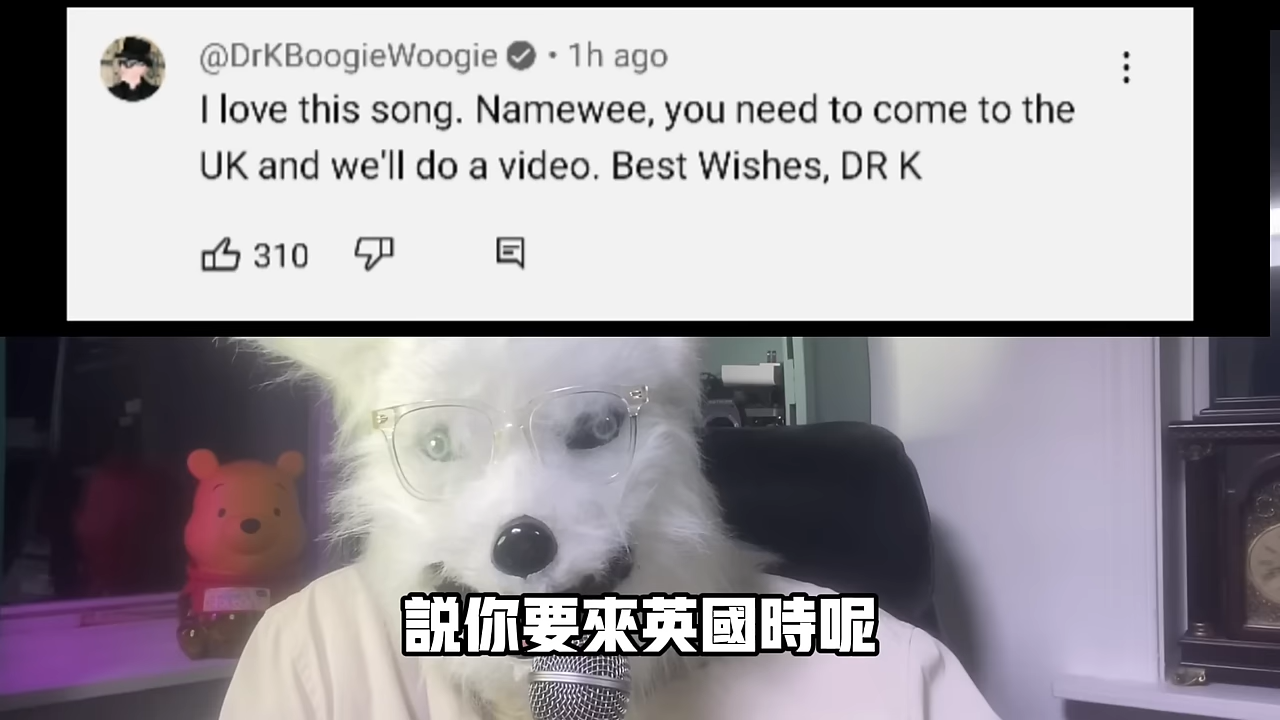 @DrKBoogieWoogie • 1h ago
I love this song. Namewee, you need to come to the
UK and we'll do a video. Best Wishes, DR K
310
說你要來英國時呢